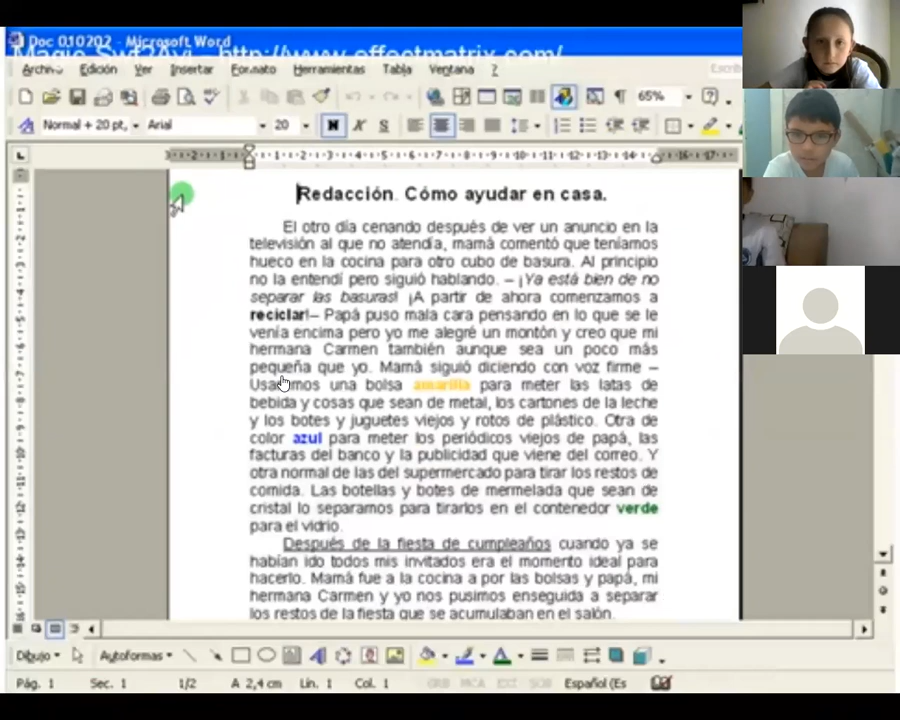 Doc 010202 - Microsoft Word
http://www.effectmatrix.com/
Archivo Edición Ver Insertar Formato Herramientas Tabla Ventana ?
65%
Normal + 20 pt, Arial 20 N K S
Redacción. Cómo ayudar en casa.
El otro día cenando después de ver un anuncio en la
televisión al que no atendía, mamá comentó que teníamos
hueco en la cocina para otro cubo de basura. Al principio
no la entendí pero siguió hablando. – ¡Ya está bien de no
separar las basuras! ¡A partir de ahora comenzamos a
reciclar!– Papá puso mala cara pensando en lo que se le
venía encima pero yo me alegré un montón y creo que mi
hermana Carmen también aunque sea un poco más
pequeña que yo. Mamá siguió diciendo con voz firme –
Usaremos una bolsa amarilla para meter las latas de
bebida y cosas que sean de metal, los cartones de la leche
y los botes y juguetes viejos y rotos de plástico. Otra de
color azul para meter los periódicos viejos de papá, las
facturas del banco y la publicidad que viene del correo. Y
otra normal de las del supermercado para tirar los restos de
comida. Las botellas y botes de mermelada que sean de
cristal lo separamos para tirarlos en el contenedor verde
para el vidrio.
Después de la fiesta de cumpleaños cuando ya se
habían ido todos mis invitados era el momento ideal para
hacerlo. Mamá fue a la cocina a por las bolsas y papá, mi
hermana Carmen y yo nos pusimos enseguida a separar
los restos de la fiesta que se acumulaban en el salón.
Dibujo Autoformas
Pág. 1 Sec. 1 1/2 A 2,4 cm Lín. 1 Col. 1 Español (Es